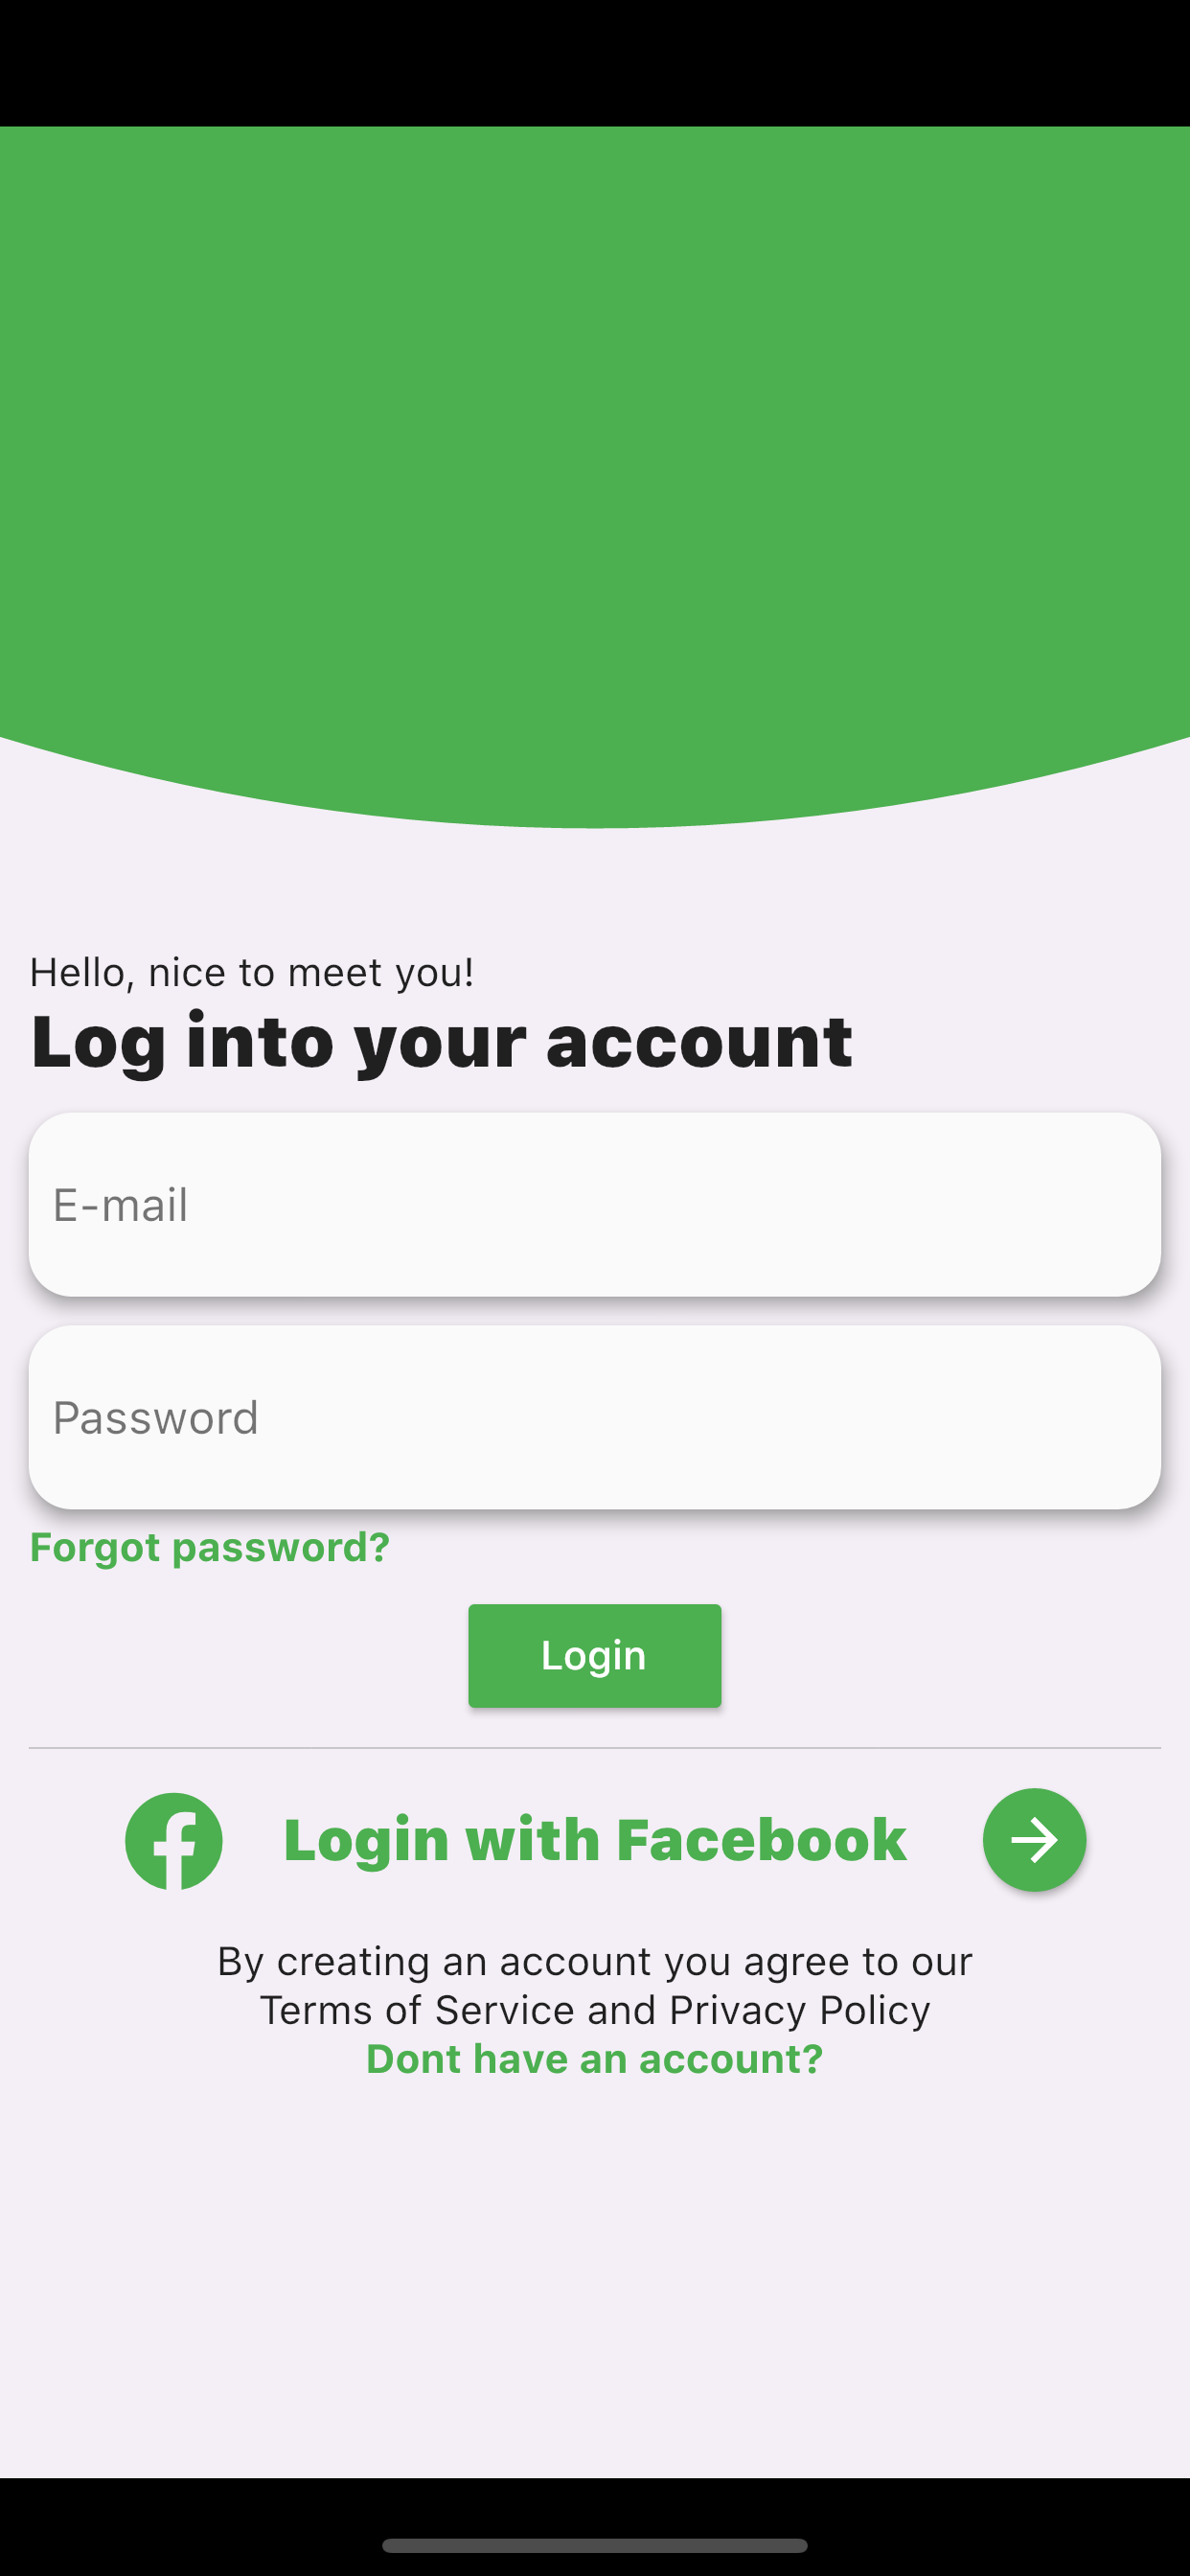 Hello, nice to meet you!
Log into your account
E-mail
Password
Forgot password?
Login
Login with Facebook
By creating an account you agree to our
Terms of Service and Privacy Policy
Dont have an account?